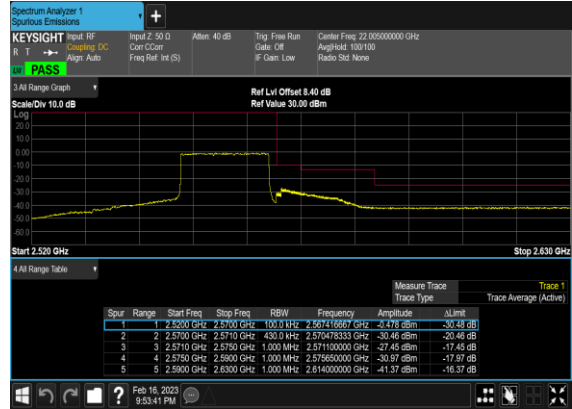 Spectrum Analyzer 1
Spurious Emissions
KEYSIGHT Input: RF Input Z: 50 Ω Atten: 40 dB Trig: Free Run Center Freq: 22.005000000 GHz
R T Coupling: DC Corr CCorr Gate: Off Avg|Hold: 100/100
Align: Auto Freq Ref: Int (S) IF Gain: Low Radio Std: None
LW PASS
3 All Range Graph
Ref Lvl Offset 8.40 dB
Scale/Div 10.0 dB Ref Value 30.00 dBm
Log
20.0
10.0
0.00
-10.0
-20.0
-30.0
-40.0
-50.0
-60.0
Start 2.520 GHz Stop 2.630 GHz
4 All Range Table
Measure Trace Trace 1
Trace Type Trace Average (Active)
Spur Range Start Freq Stop Freq RBW Frequency Amplitude ΔLimit
1 1 2.5200 GHz 2.5700 GHz 100.0 kHz 2.567416667 GHz -0.478 dBm -30.48 dB
2 2 2.5700 GHz 2.5710 GHz 430.0 kHz 2.570478333 GHz -30.46 dBm -20.46 dB
3 3 2.5710 GHz 2.5750 GHz 1.000 MHz 2.571100000 GHz -27.45 dBm -17.45 dB
4 4 2.5750 GHz 2.5900 GHz 1.000 MHz 2.575650000 GHz -30.97 dBm -17.97 dB
5 5 2.5900 GHz 2.6300 GHz 1.000 MHz 2.614000000 GHz -41.37 dBm -16.37 dB
? Feb 16, 2023
9:53:41 PM